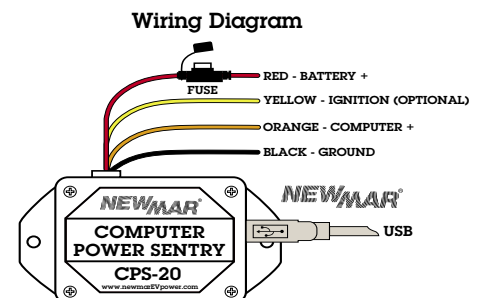 Wiring Diagram
RED - BATTERY +
FUSE
YELLOW - IGNITION (OPTIONAL)
ORANGE - COMPUTER +
BLACK - GROUND
NEWMAR®
NEWMAR®
USB
COMPUTER
POWER SENTRY
CPS-20
www.newmarEVpower.com